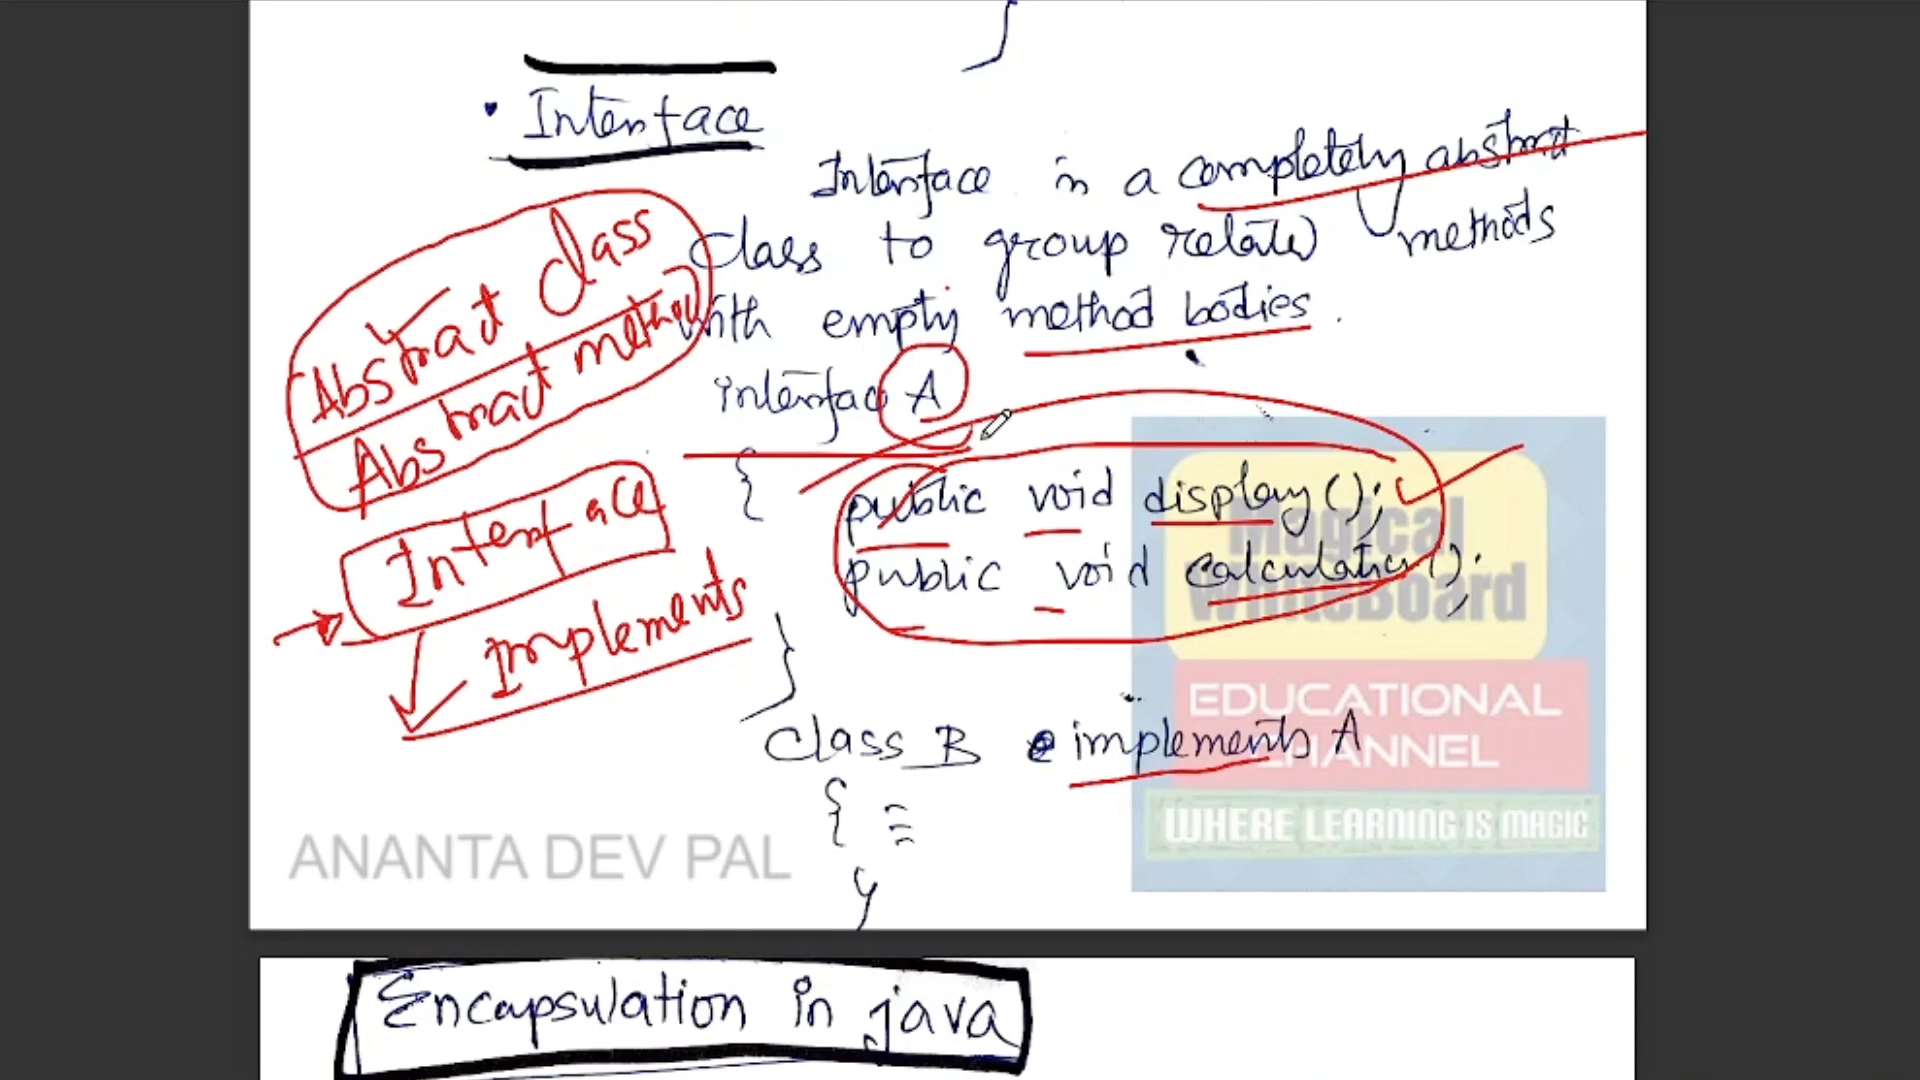 • Interface
Interface is a completely abstract
class to group related methods
with empty method bodies.
Abstract class
Abstract method
interface A
{
public void display();
public void calculation();
}
Interface
Implements
class B implements A
{
}
Magical
WhiteBoard
EDUCATIONAL
CHANNEL
WHERE LEARNING IS MAGIC
ANANTA DEV PAL
Encapsulation in java